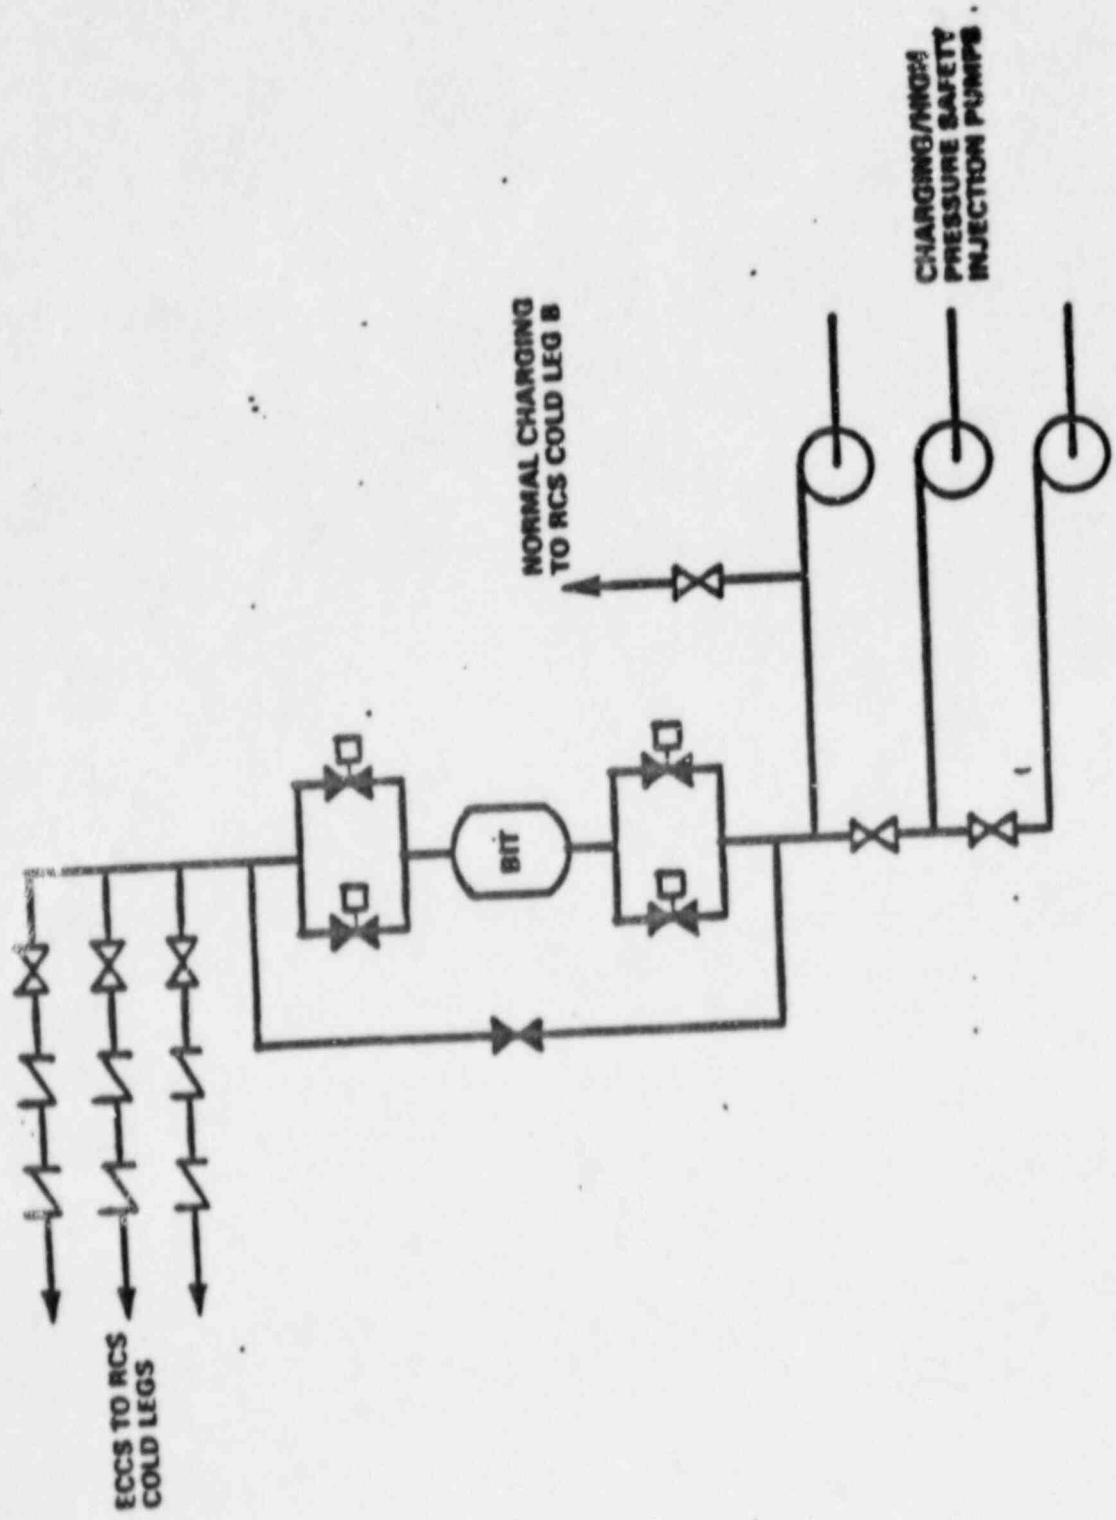 ECCS TO RCS
COLD LEGS
BIT
NORMAL CHARGING
TO RCS COLD LEG B
CHARGING/HIGH
PRESSURE SAFETY
INJECTION PUMPS